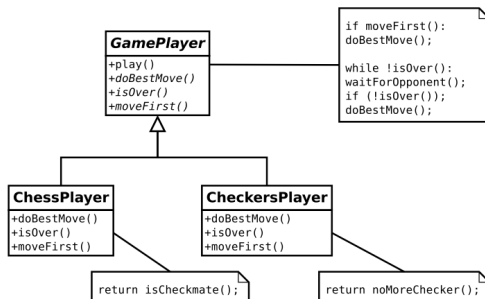 GamePlayer
+play()
+doBestMove()
+isOver()
+moveFirst()
if moveFirst():
doBestMove();
while !isOver():
waitForOpponent();
if (!isOver());
doBestMove();
ChessPlayer
+doBestMove()
+isOver()
+moveFirst()
CheckersPlayer
+doBestMove()
+isOver()
+moveFirst()
return isCheckmate();
return noMoreChecker();